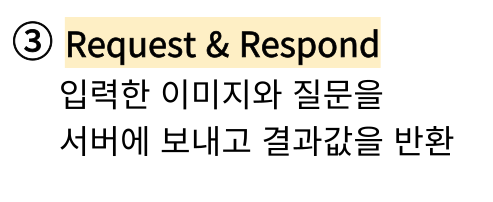 ③ Request & Respond
입력한 이미지와 질문을
서버에 보내고 결과값을 반환